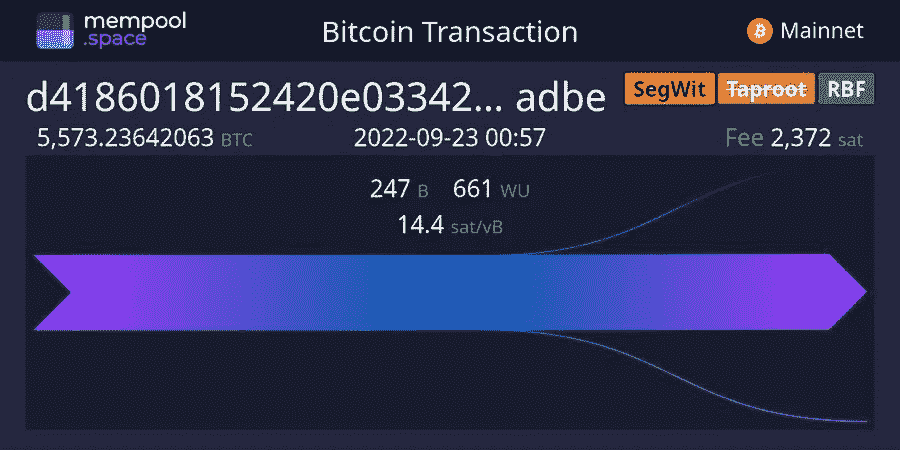 mempool
.space
Bitcoin Transaction
Mainnet
d4186018152420e03342... adbe
SegWit Taproot RBF
5,573.23642063 BTC
2022-09-23 00:57
Fee 2,372 sat
247 B 661 WU
14.4 sat/vB